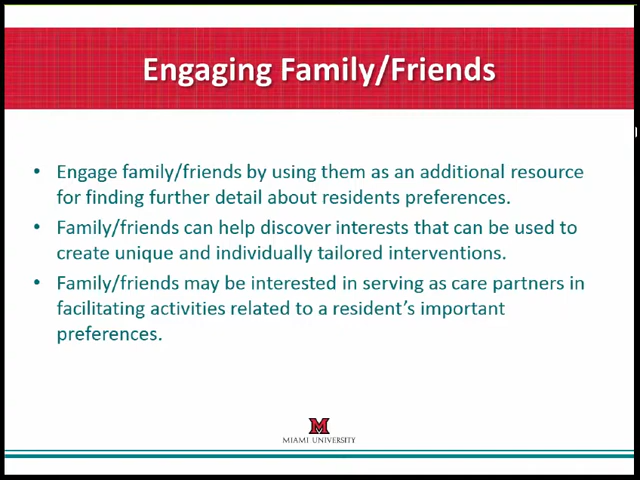 Engaging Family/Friends
• Engage family/friends by using them as an additional resource
for finding further detail about residents preferences.
• Family/friends can help discover interests that can be used to
create unique and individually tailored interventions.
• Family/friends may be interested in serving as care partners in
facilitating activities related to a resident’s important
preferences.
M
MIAMI UNIVERSITY